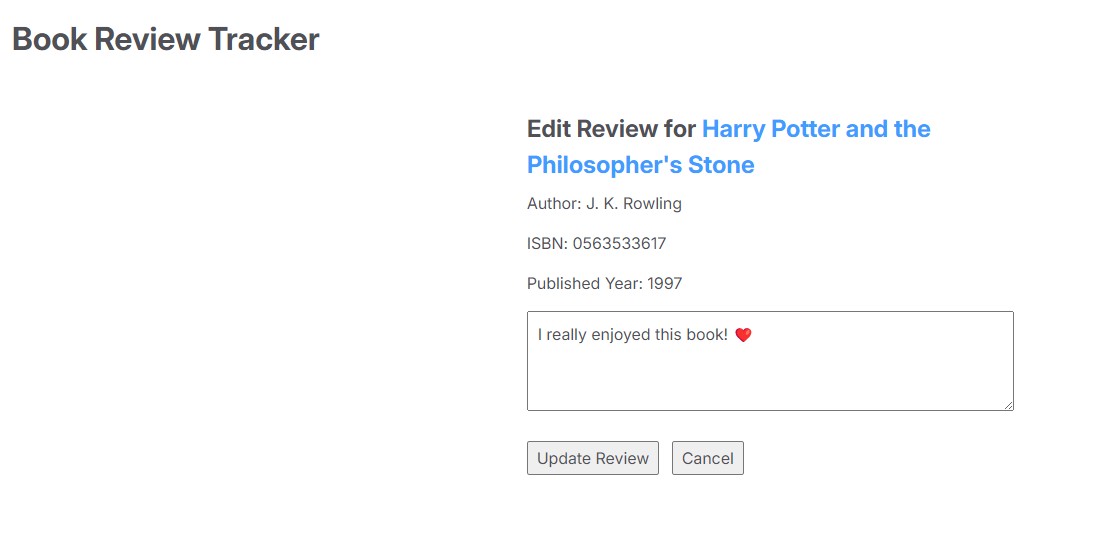 Book Review Tracker
Edit Review for Harry Potter and the
Philosopher's Stone
Author: J. K. Rowling
ISBN: 0563533617
Published Year: 1997
I really enjoyed this book! ❤️
Update Review
Cancel